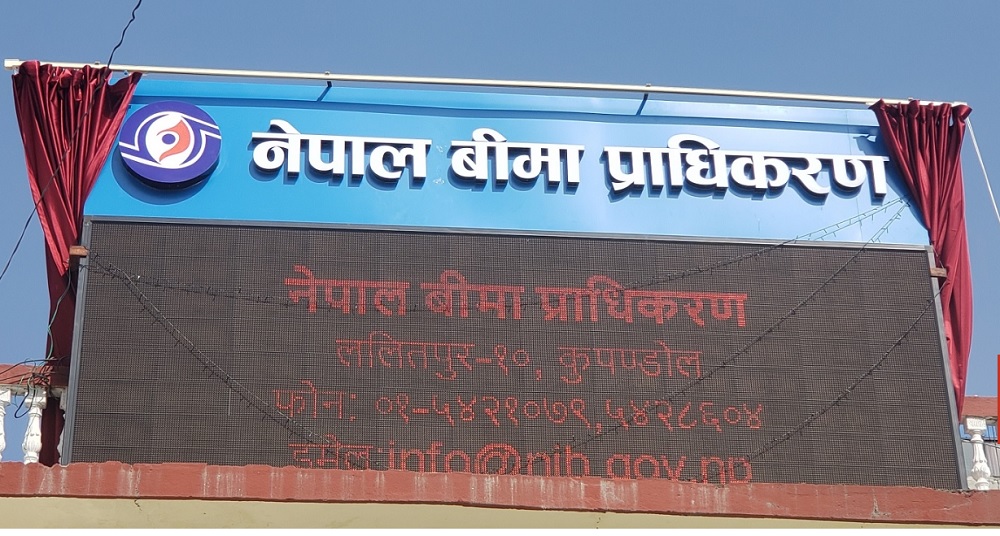 नेपाल बीमा प्राधिकरण
नेपाल बीमा प्राधिकरण
ललितपुर-१०, कुपण्डोल
फोन: ०१-५४२१०७९,५४२८६०४
इमेल:info@nib.gov.np